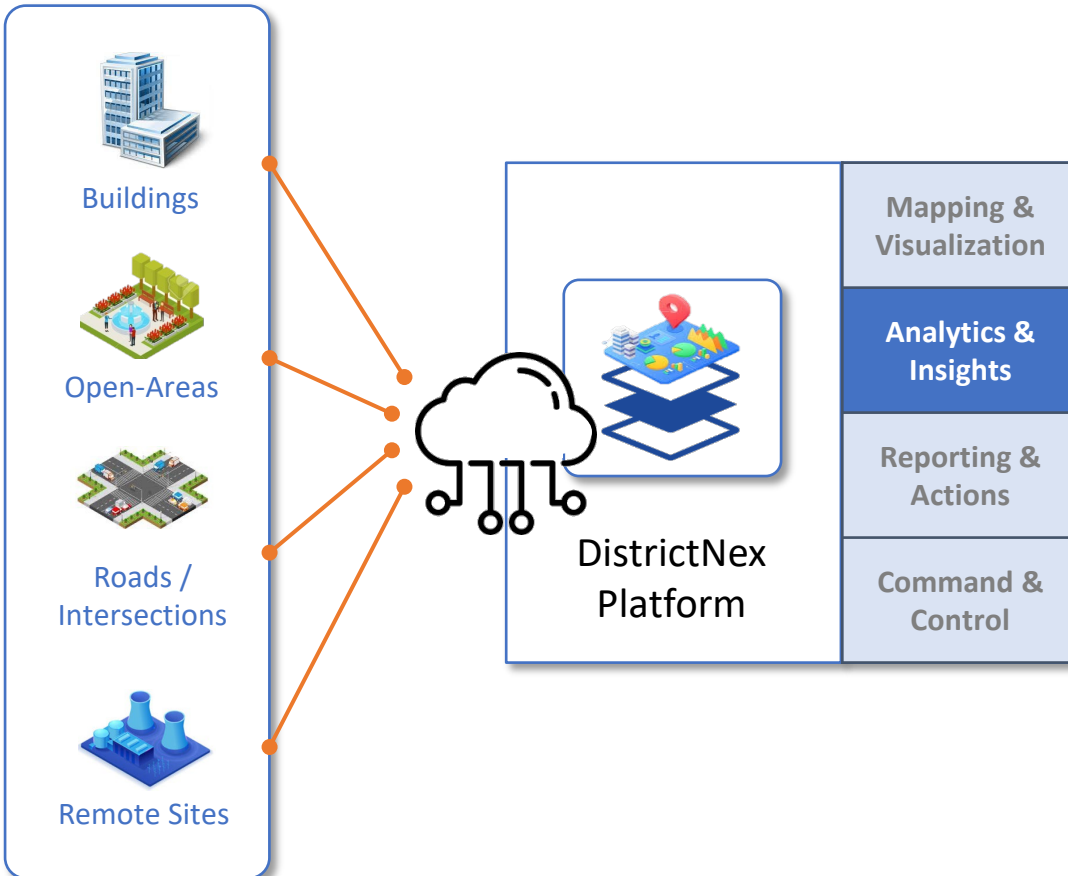 Buildings
Open-Areas
Roads /
Intersections
Remote Sites
DistrictNex
Platform
Mapping &
Visualization
Analytics &
Insights
Reporting &
Actions
Command &
Control